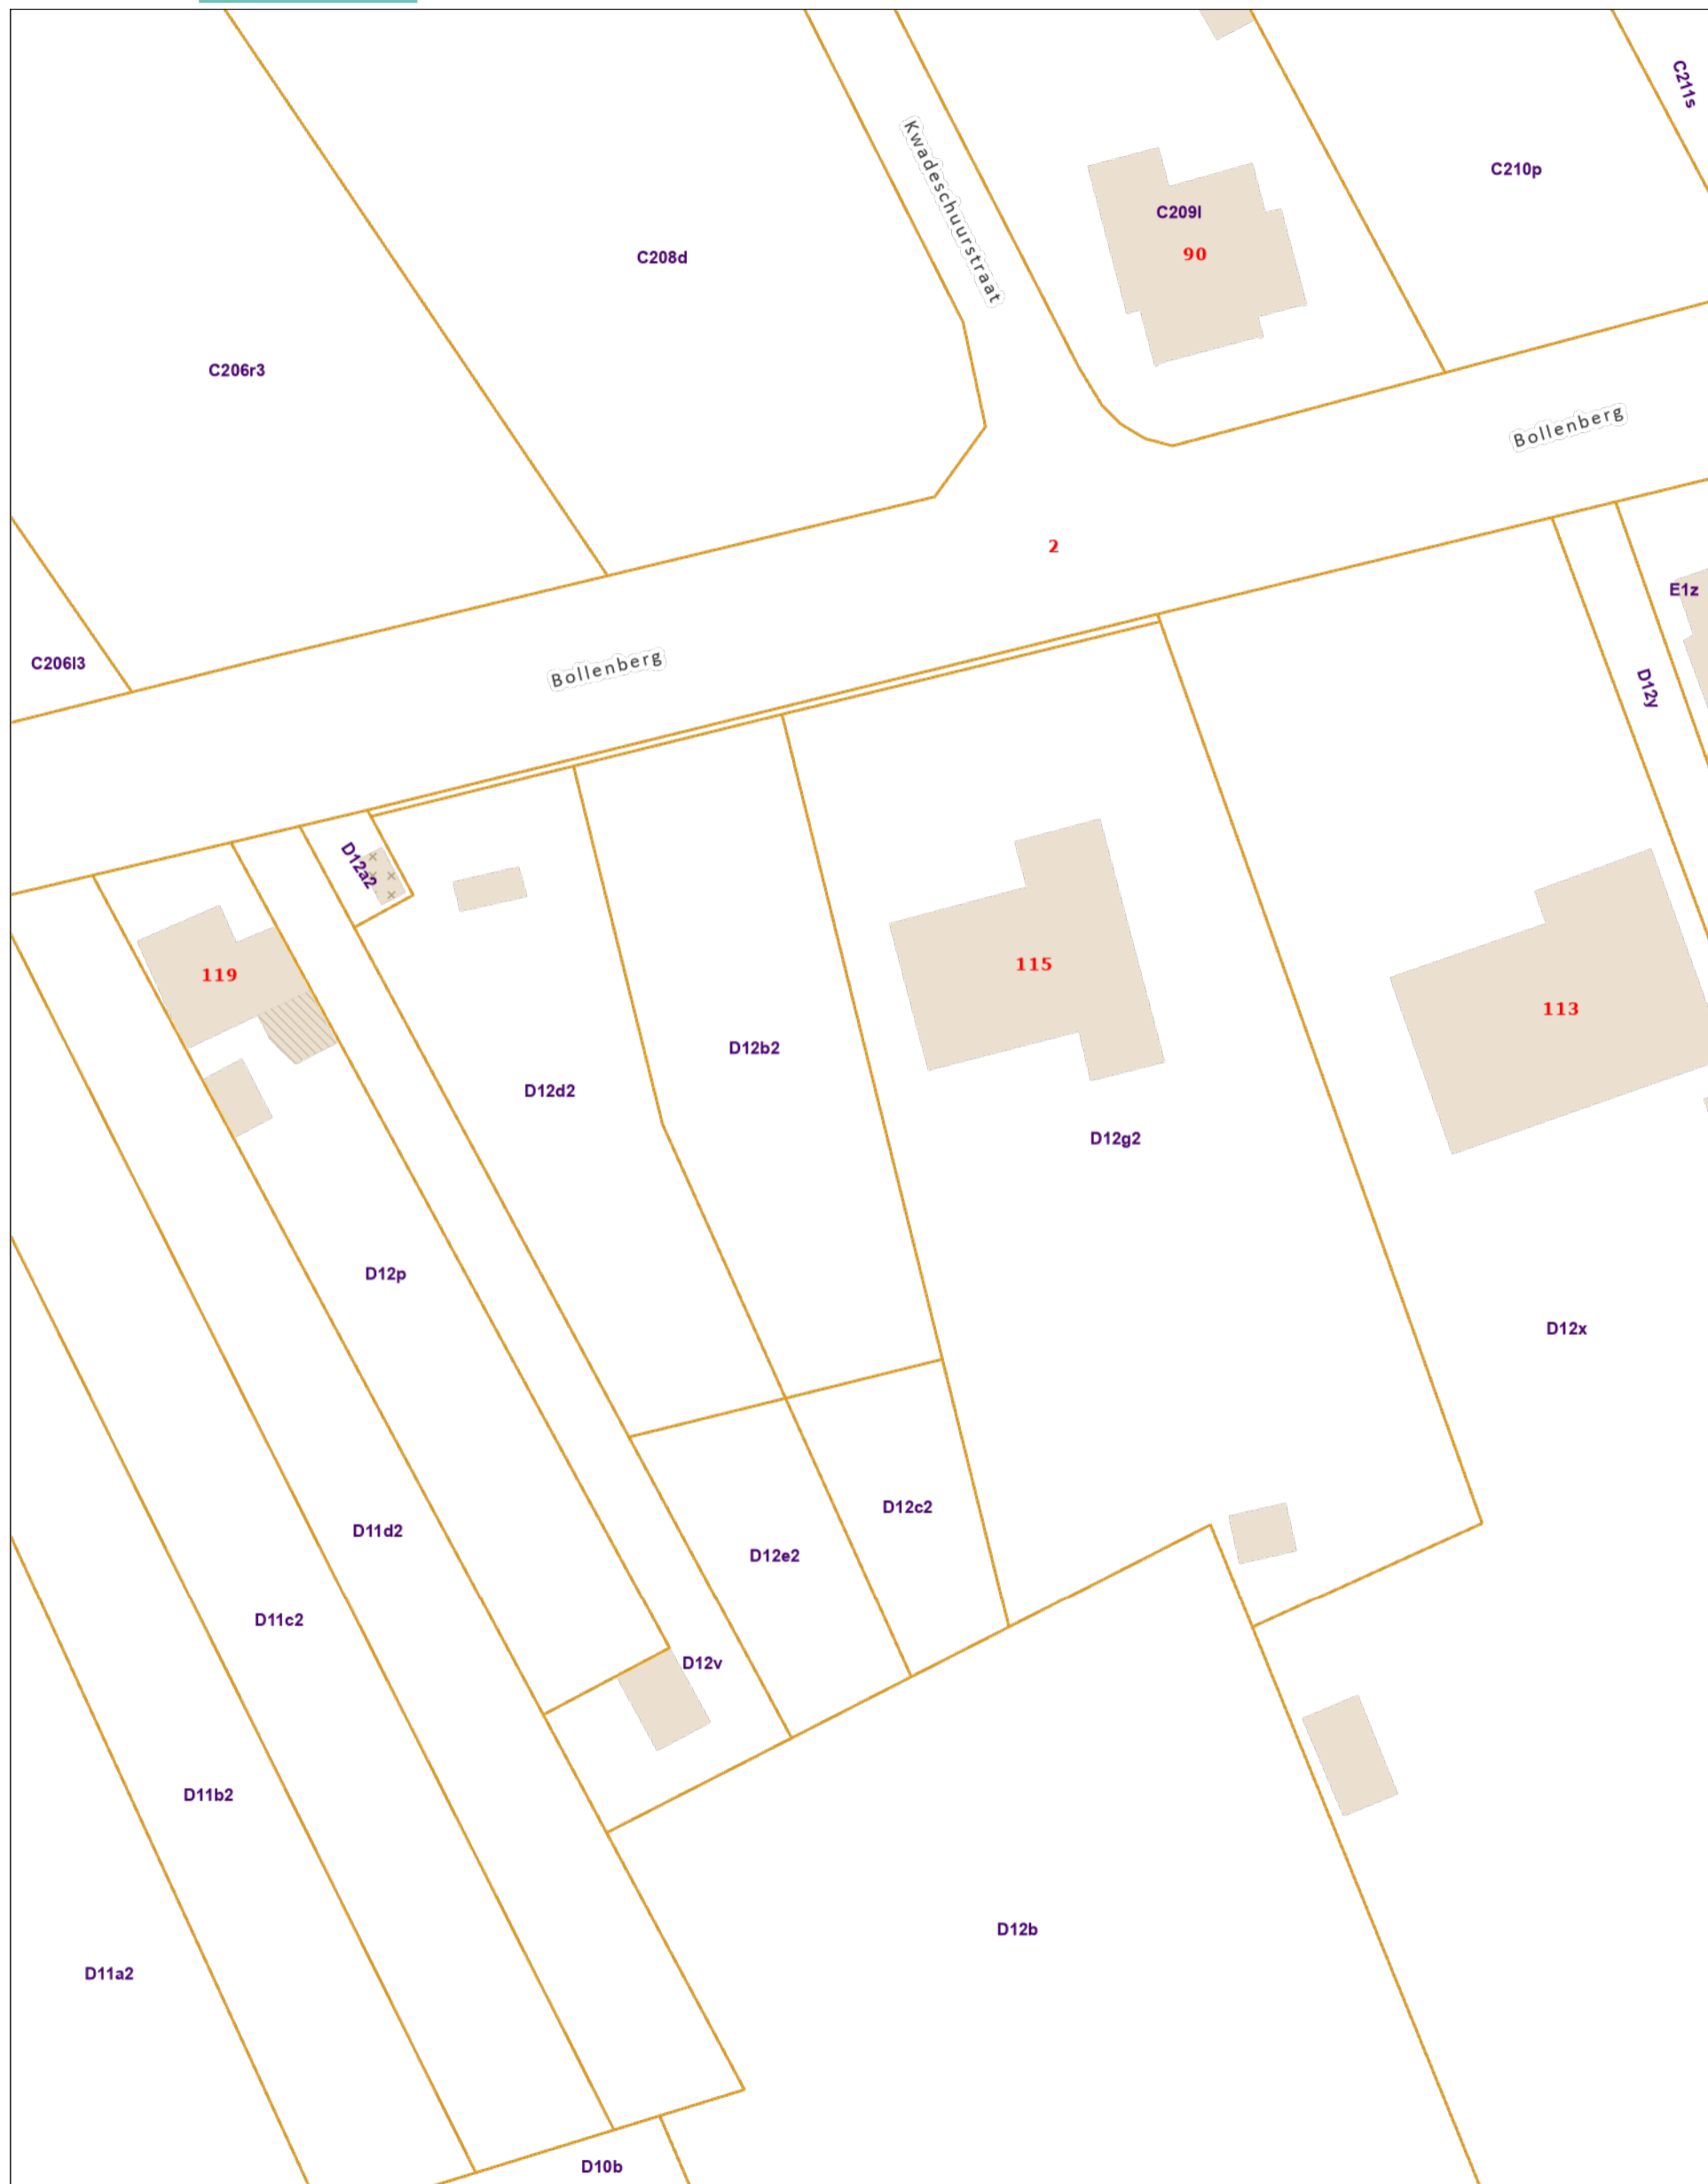 C211s
C210p
Kwadeschuurstraat
C209l
90
C208d
C206r3
Bollenberg
2
E1z
C206l3
Bollenberg
D12y
D12a2
119
115
113
D12b2
D12d2
D12g2
D12p
D12x
D12c2
D11d2
D12e2
D11c2
D12v
D11b2
D12b
D11a2
D10b